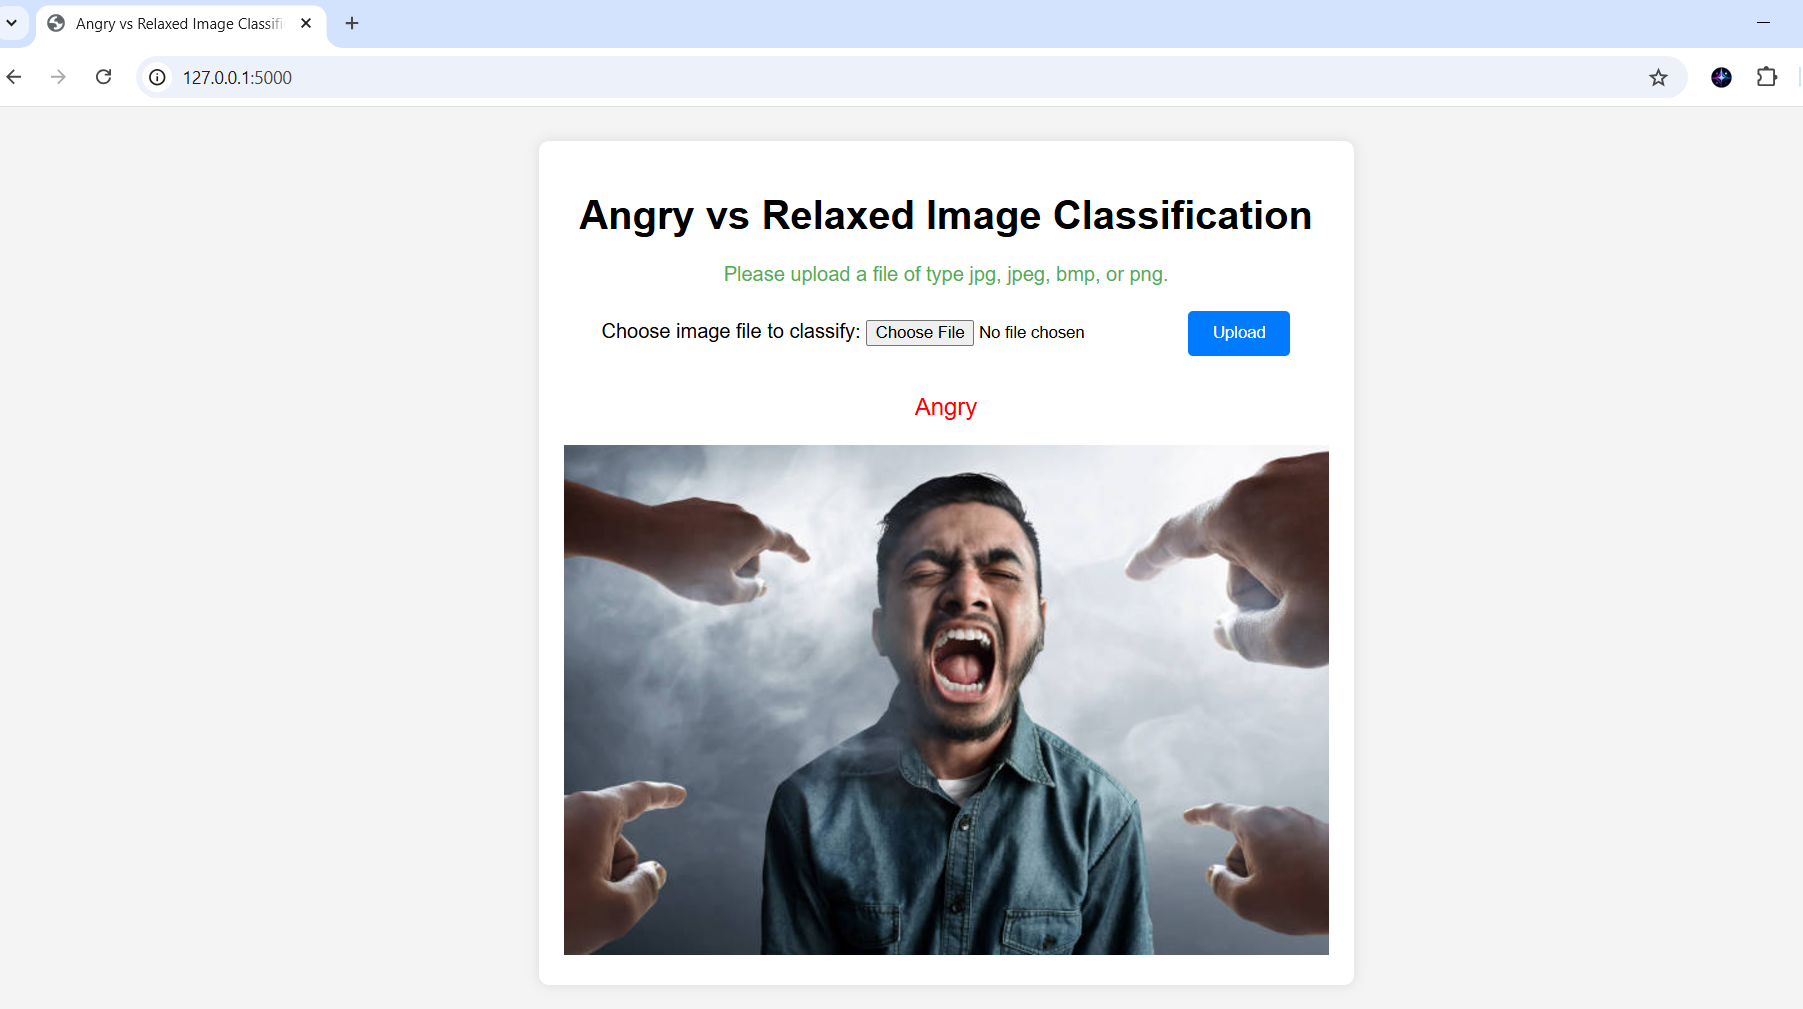 Angry vs Relaxed Image Classifi
127.0.0.1:5000
Angry vs Relaxed Image Classification
Please upload a file of type jpg, jpeg, bmp, or png.
Choose image file to classify: Choose File No file chosen Upload
Angry